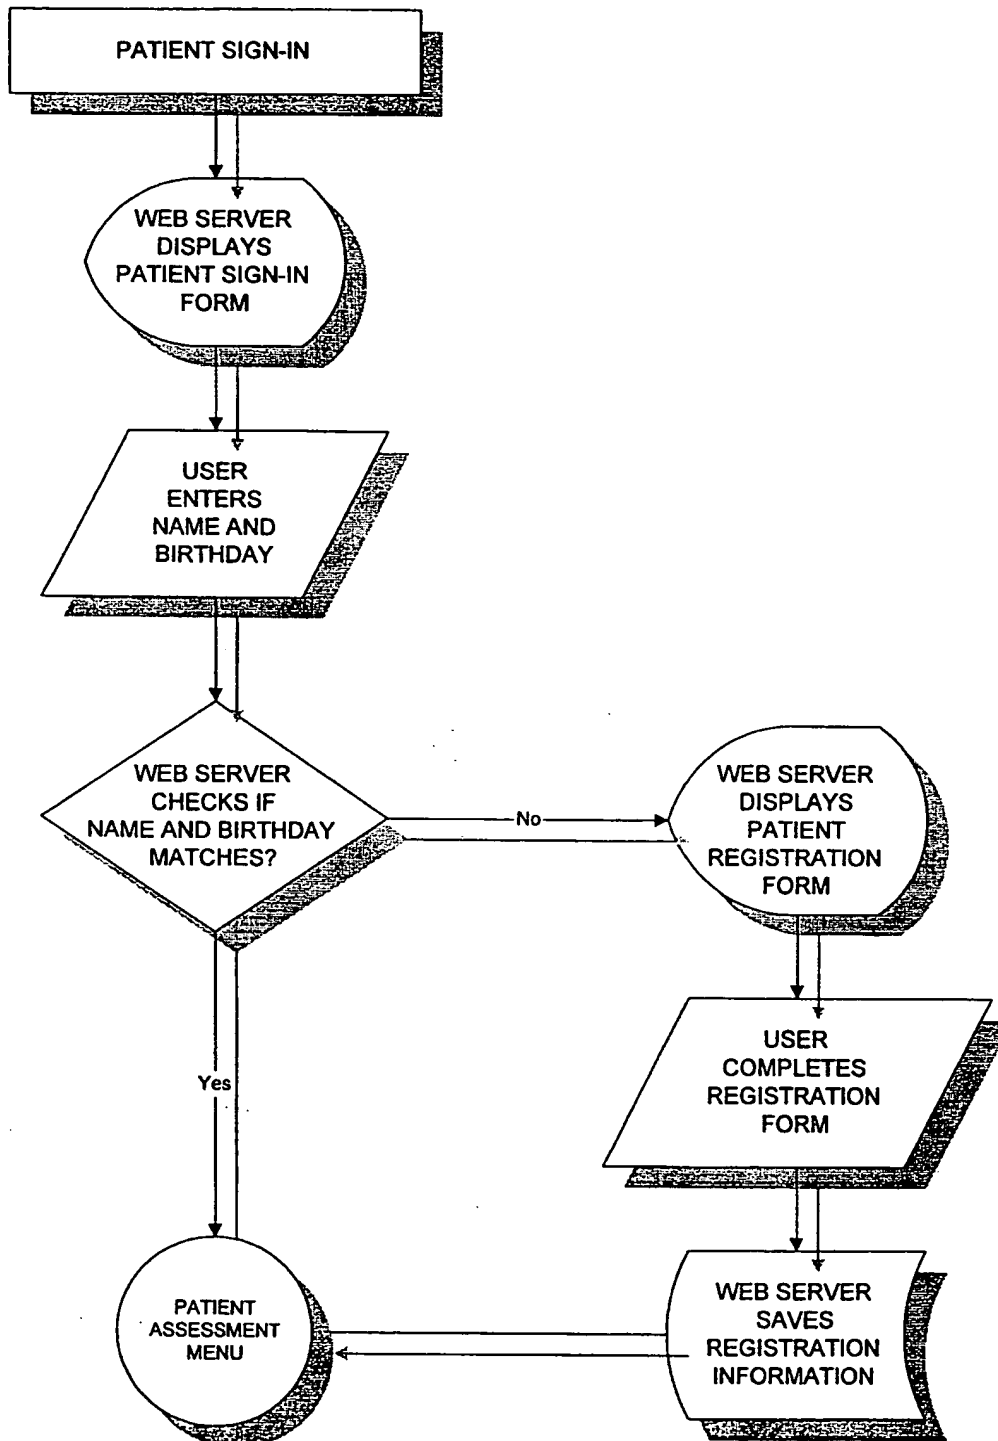 PATIENT SIGN-IN
WEB SERVER
DISPLAYS
PATIENT SIGN-IN
FORM
USER
ENTERS
NAME AND
BIRTHDAY
WEB SERVER
CHECKS IF
NAME AND BIRTHDAY
MATCHES?
No
WEB SERVER
DISPLAYS
PATIENT
REGISTRATION
FORM
USER
COMPLETES
REGISTRATION
FORM
Yes
WEB SERVER
SAVES
REGISTRATION
INFORMATION
PATIENT
ASSESSMENT
MENU